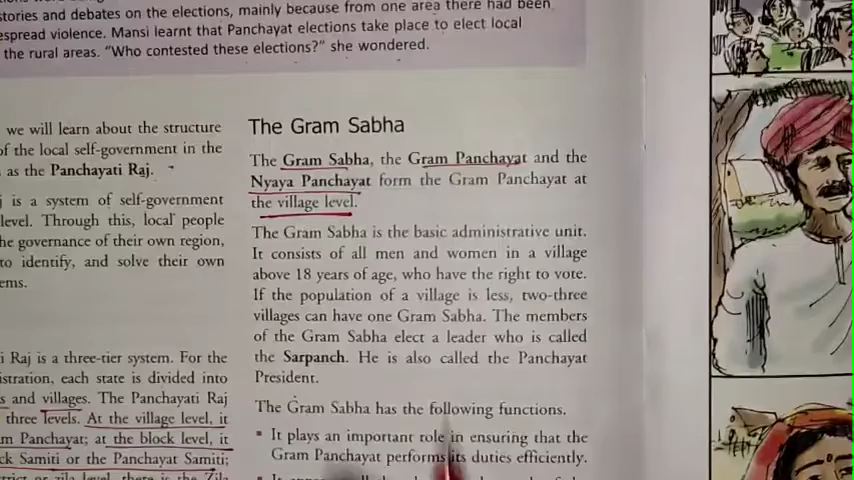 stories and debates on the elections, mainly because from one area there had been
espread violence. Mansi learnt that Panchayat elections take place to elect local
the rural areas. "Who contested these elections?" she wondered.
we will learn about the structure
of the local self-government in the
as the Panchayati Raj.
j is a system of self-government
level. Through this, local people
he governance of their own region,
to identify, and solve their own
ems.
i Raj is a three-tier system. For the
istration, each state is divided into
s and villages. The Panchayati Raj
three levels. At the village level, it
m Panchayat; at the block level, it
ck Samiti or the Panchayat Samiti;
The Gram Sabha
The Gram Sabha, the Gram Panchayat and the
Nyaya Panchayat form the Gram Panchayat at
the village level.
The Gram Sabha is the basic administrative unit.
It consists of all men and women in a village
above 18 years of age, who have the right to vote.
If the population of a village is less, two-three
villages can have one Gram Sabha. The members
of the Gram Sabha elect a leader who is called
the Sarpanch. He is also called the Panchayat
President.
The Gram Sabha has the following functions.
▪ It plays an important role in ensuring that the
Gram Panchayat performs its duties efficiently.